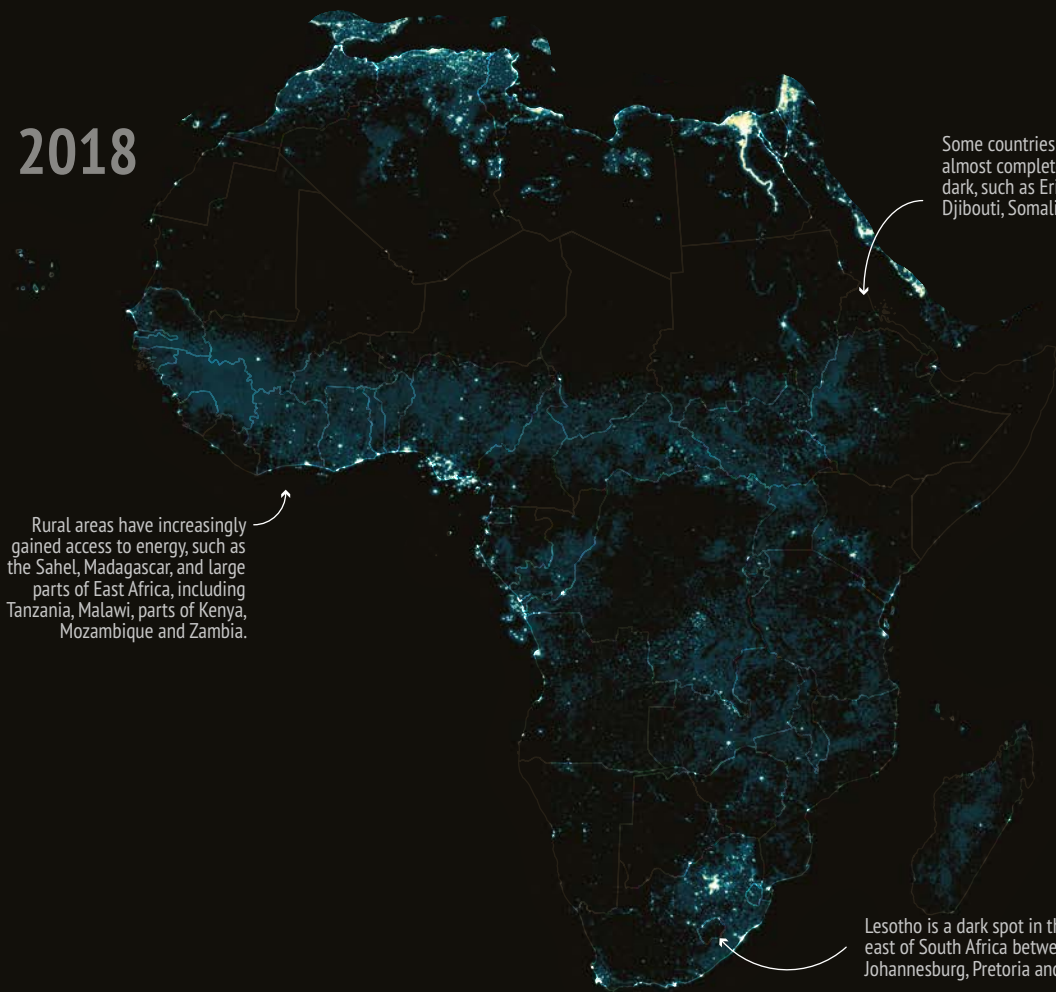 2018
Some countries
almost complet
dark, such as Eri
Djibouti, Somali
Rural areas have increasingly
gained access to energy, such as
the Sahel, Madagascar, and large
parts of East Africa, including
Tanzania, Malawi, parts of Kenya,
Mozambique and Zambia.
Lesotho is a dark spot in th
east of South Africa betwe
Johannesburg, Pretoria and